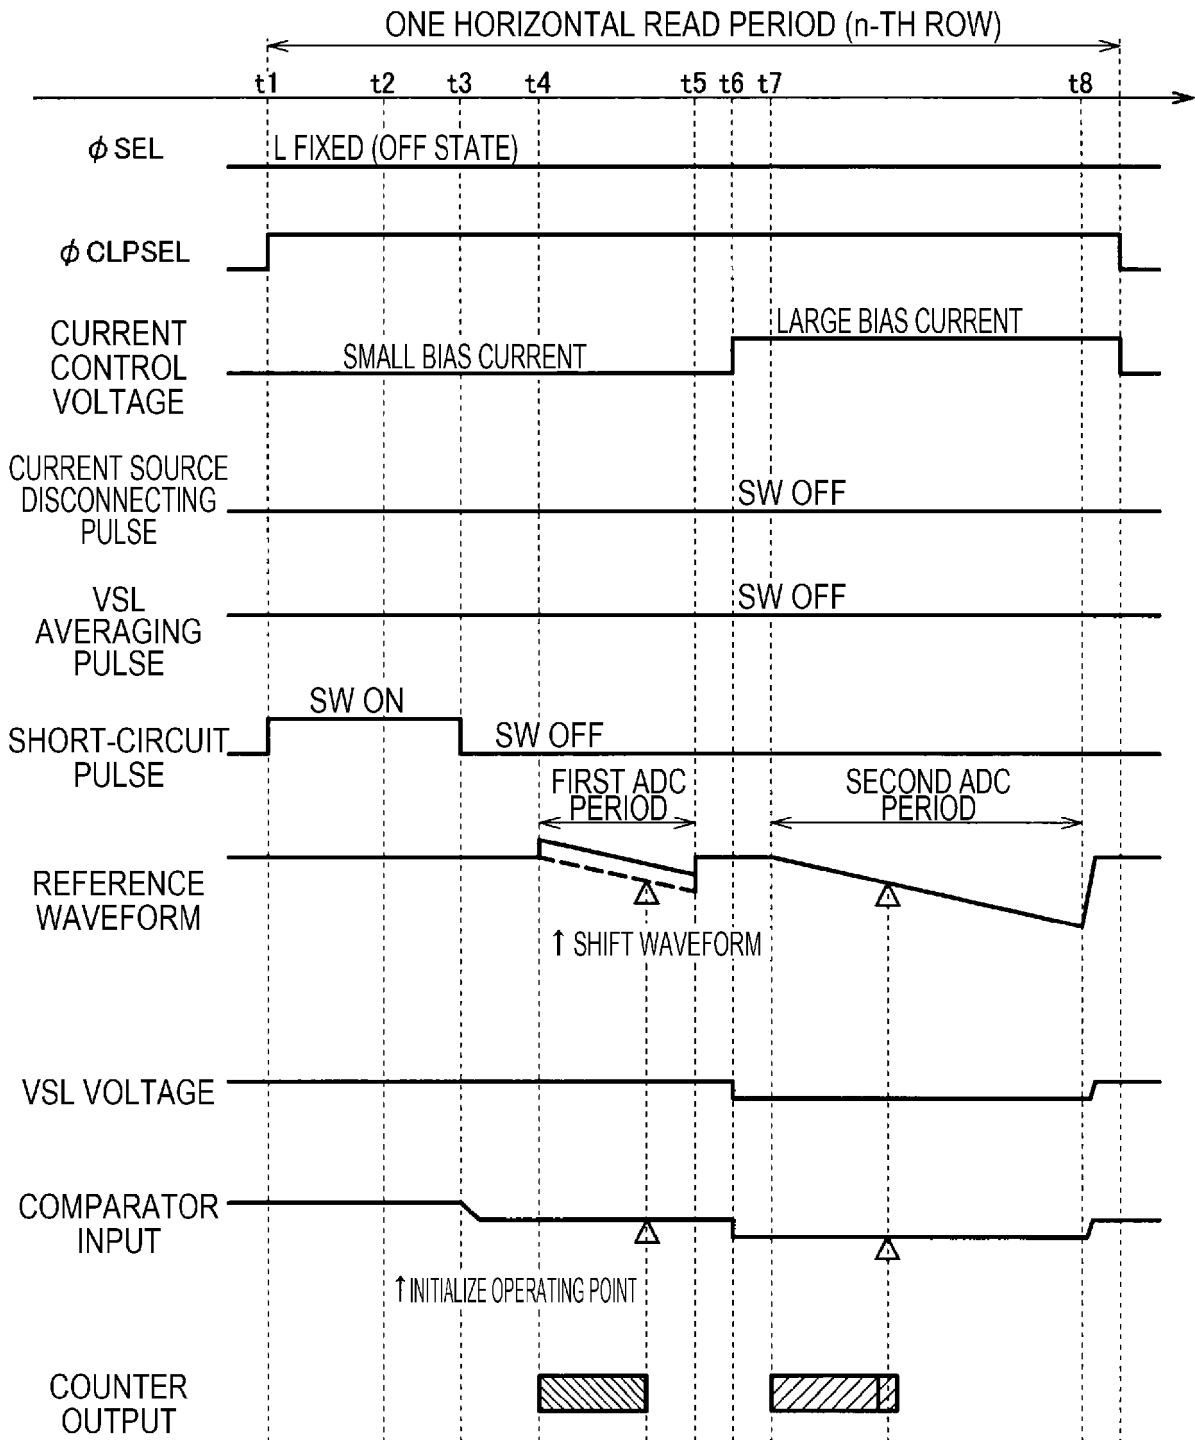 ONE HORIZONTAL READ PERIOD (n-TH ROW)
t1 t2 t3 t4 t5 t6 t7 t8
ϕ SEL
L FIXED (OFF STATE)
ϕ CLPSEL
CURRENT
CONTROL
VOLTAGE
SMALL BIAS CURRENT
LARGE BIAS CURRENT
CURRENT SOURCE
DISCONNECTING
PULSE
SW OFF
VSL
AVERAGING
PULSE
SW OFF
SHORT-CIRCUIT
PULSE
SW ON
SW OFF
FIRST ADC
PERIOD
SECOND ADC
PERIOD
REFERENCE
WAVEFORM
↑ SHIFT WAVEFORM
VSL VOLTAGE
COMPARATOR
INPUT
↑ INITIALIZE OPERATING POINT
COUNTER
OUTPUT